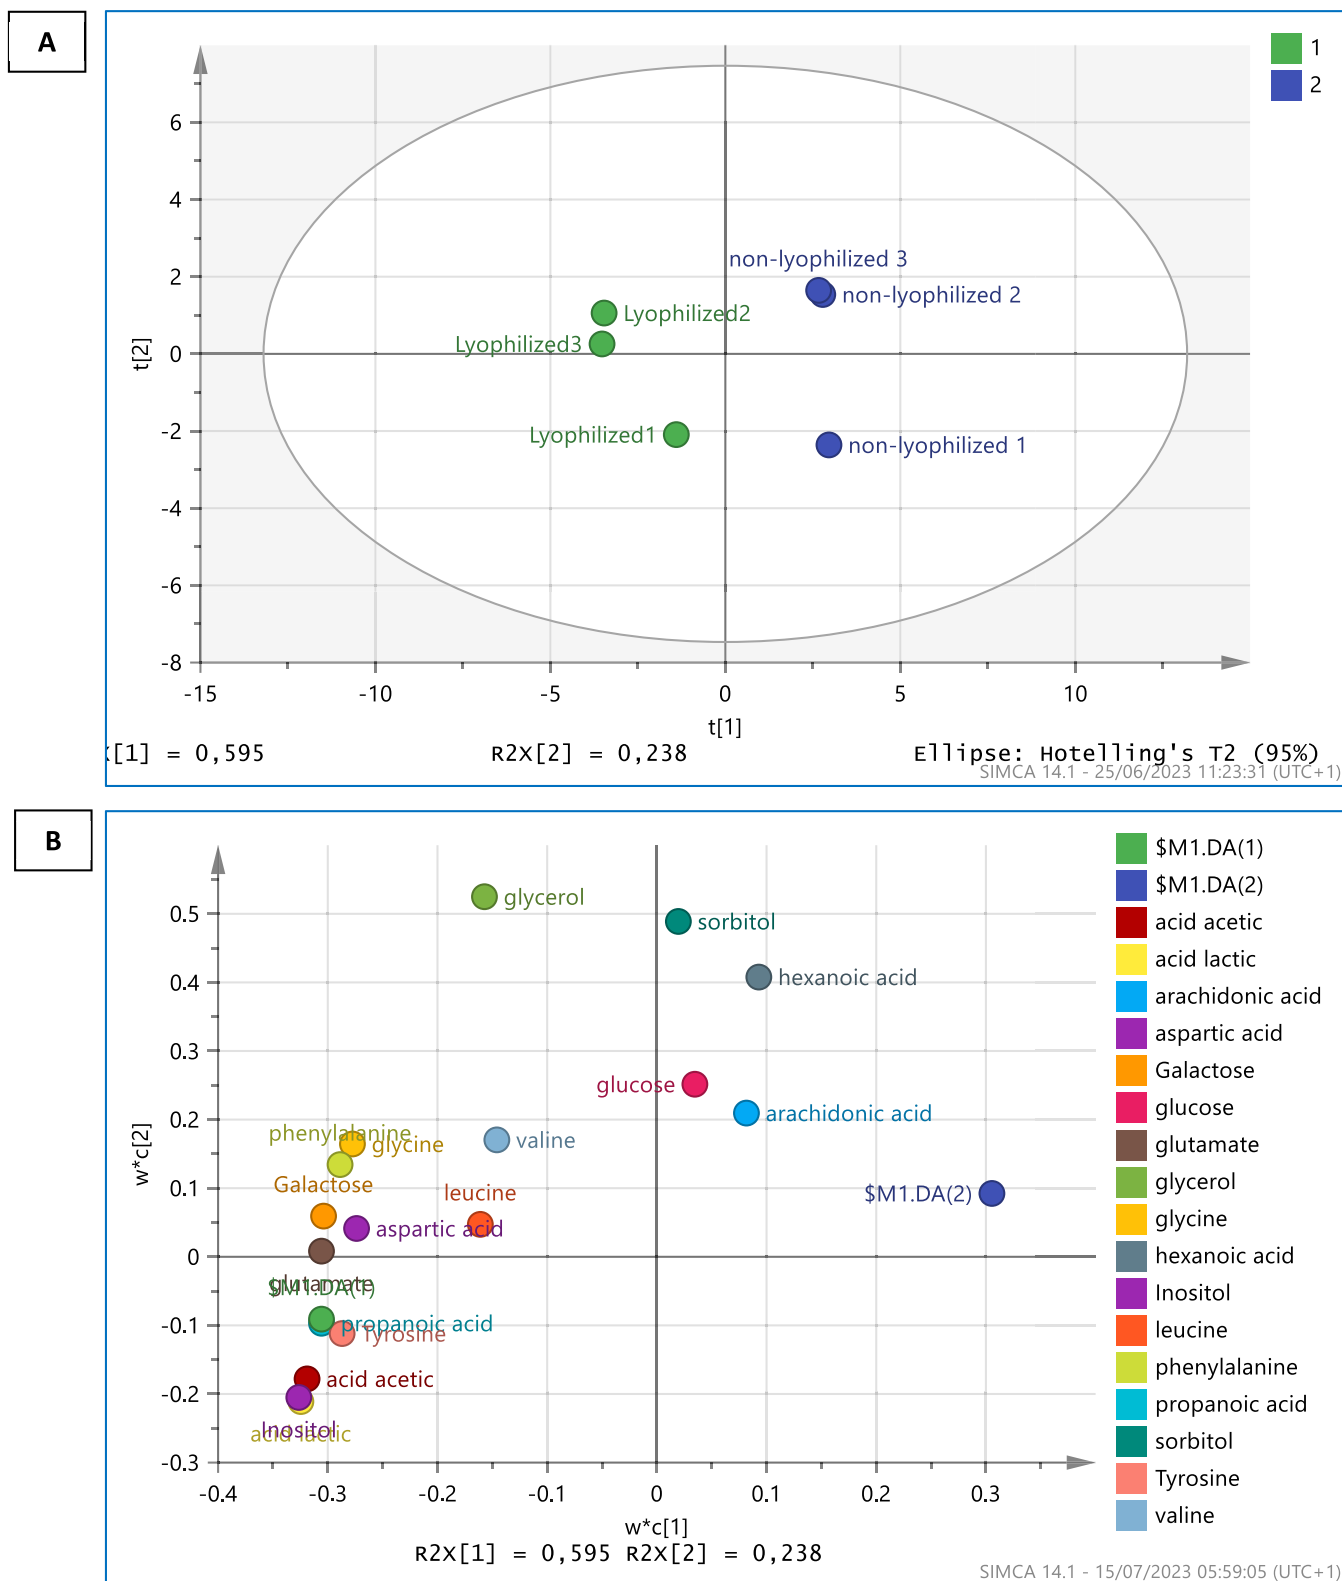 A
1
2
6
4
2
0
-2
-4
-6
-8
t[2]
non-lyophilized 3
non-lyophilized 2
Lyophilized2
Lyophilized3
Lyophilized1
non-lyophilized 1
-15 -10 -5 0 5 10
t[1]
[1] = 0,595 R2X[2] = 0,238 Ellipse: Hotelling's T2 (95%)
SIMCA 14.1 - 25/06/2023 11:23:31 (UTC+1)
B
0.5
0.4
0.3
0.2
0.1
0
-0.1
-0.2
-0.3
w*c[2]
glycerol
sorbitol
hexanoic acid
glucose
arachidonic acid
phenylalanine
glycine
valine
Galactose
leucine
$M1.DA(2)
aspartic acid
glutamate
$M1.DA(1)
propanoic acid
Tyrosine
acid acetic
Inositol
acid lactic
-0.4 -0.3 -0.2 -0.1 0 0.1 0.2 0.3
w*c[1]
R2X[1] = 0,595 R2X[2] = 0,238
$M1.DA(1)
$M1.DA(2)
acid acetic
acid lactic
arachidonic acid
aspartic acid
Galactose
glucose
glutamate
glycerol
glycine
hexanoic acid
Inositol
leucine
phenylalanine
propanoic acid
sorbitol
Tyrosine
valine
SIMCA 14.1 - 15/07/2023 05:59:05 (UTC+1)